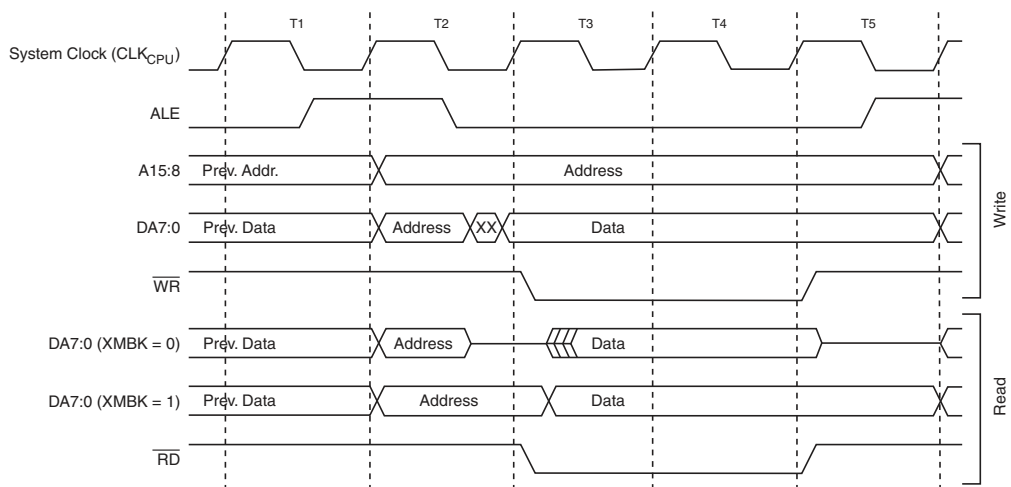 T1 T2 T3 T4 T5
System Clock (CLKCPU)
ALE
A15:8 Prev. Addr. Address
DA7:0 Prev. Data Address XX Data
WR
Write
DA7:0 (XMBK = 0) Prev. Data Address Data
DA7:0 (XMBK = 1) Prev. Data Address Data
RD
Read